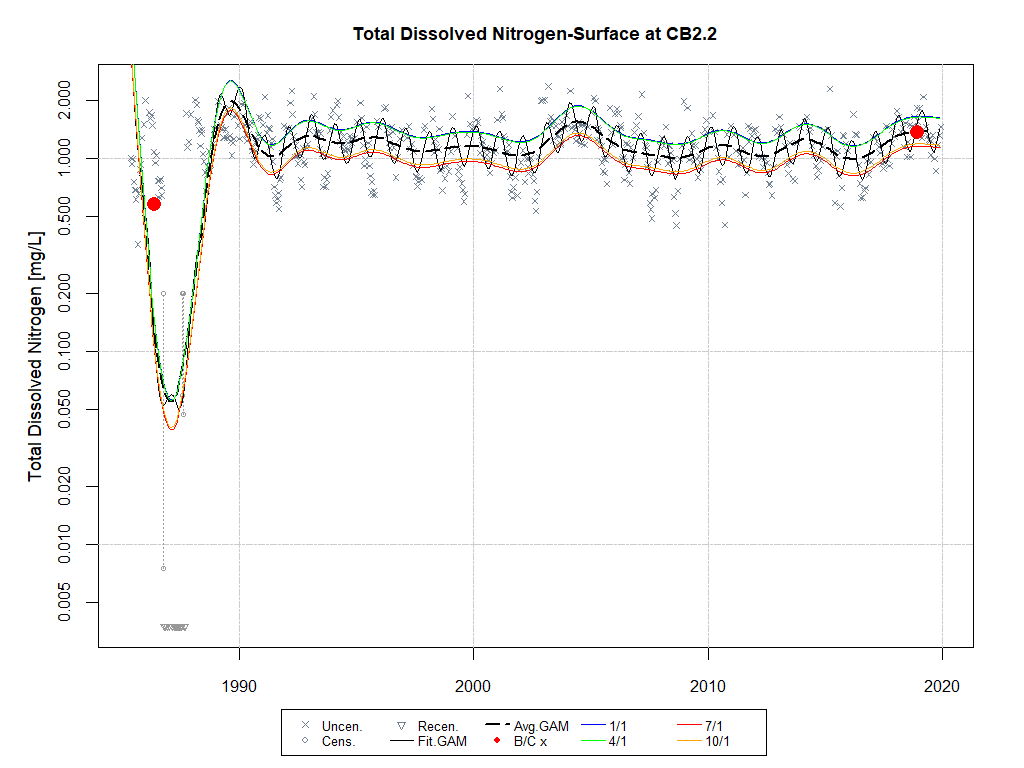 Total Dissolved Nitrogen-Surface at CB2.2
Total Dissolved Nitrogen [mg/L]
2.000
1.000
0.500
0.200
0.100
0.050
0.020
0.010
0.005
1990 2000 2010 2020
Uncen. Recen. Avg.GAM 1/1 7/1
Cens. Fit.GAM B/C x 4/1 10/1